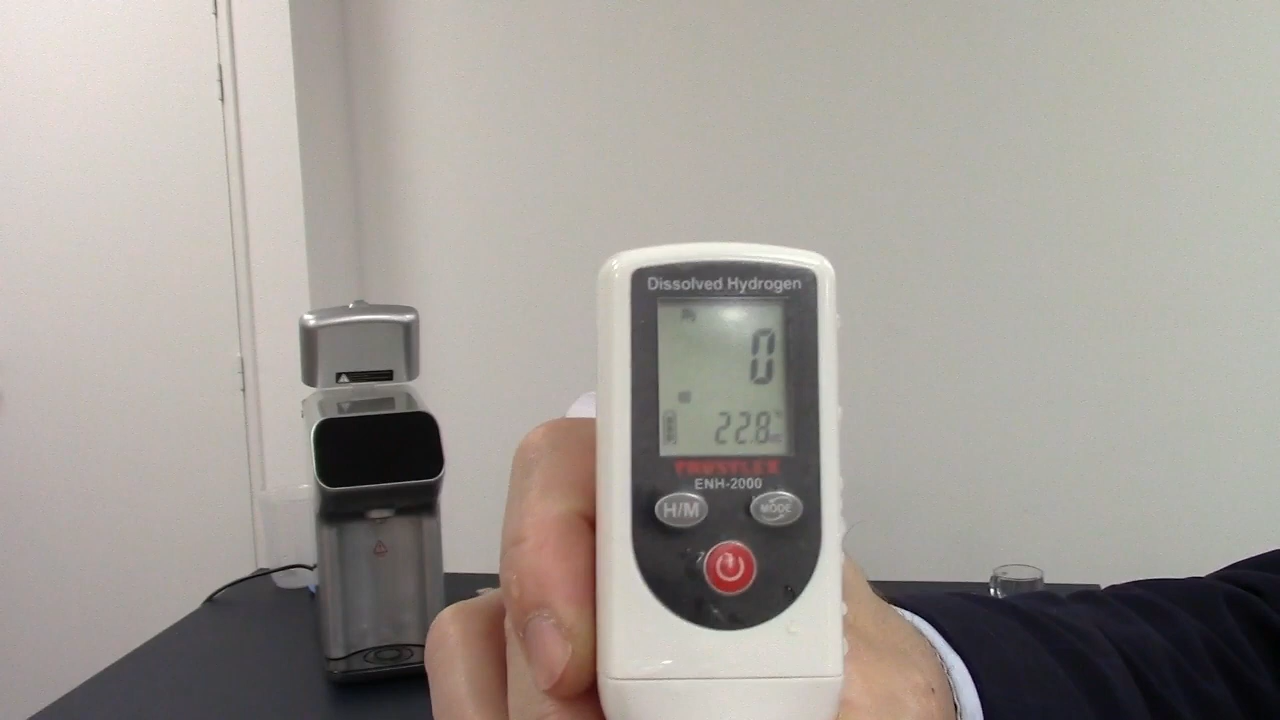 Dissolved Hydrogen
0
22.8
TRUSTLEX
ENH-2000
H/M
MODE